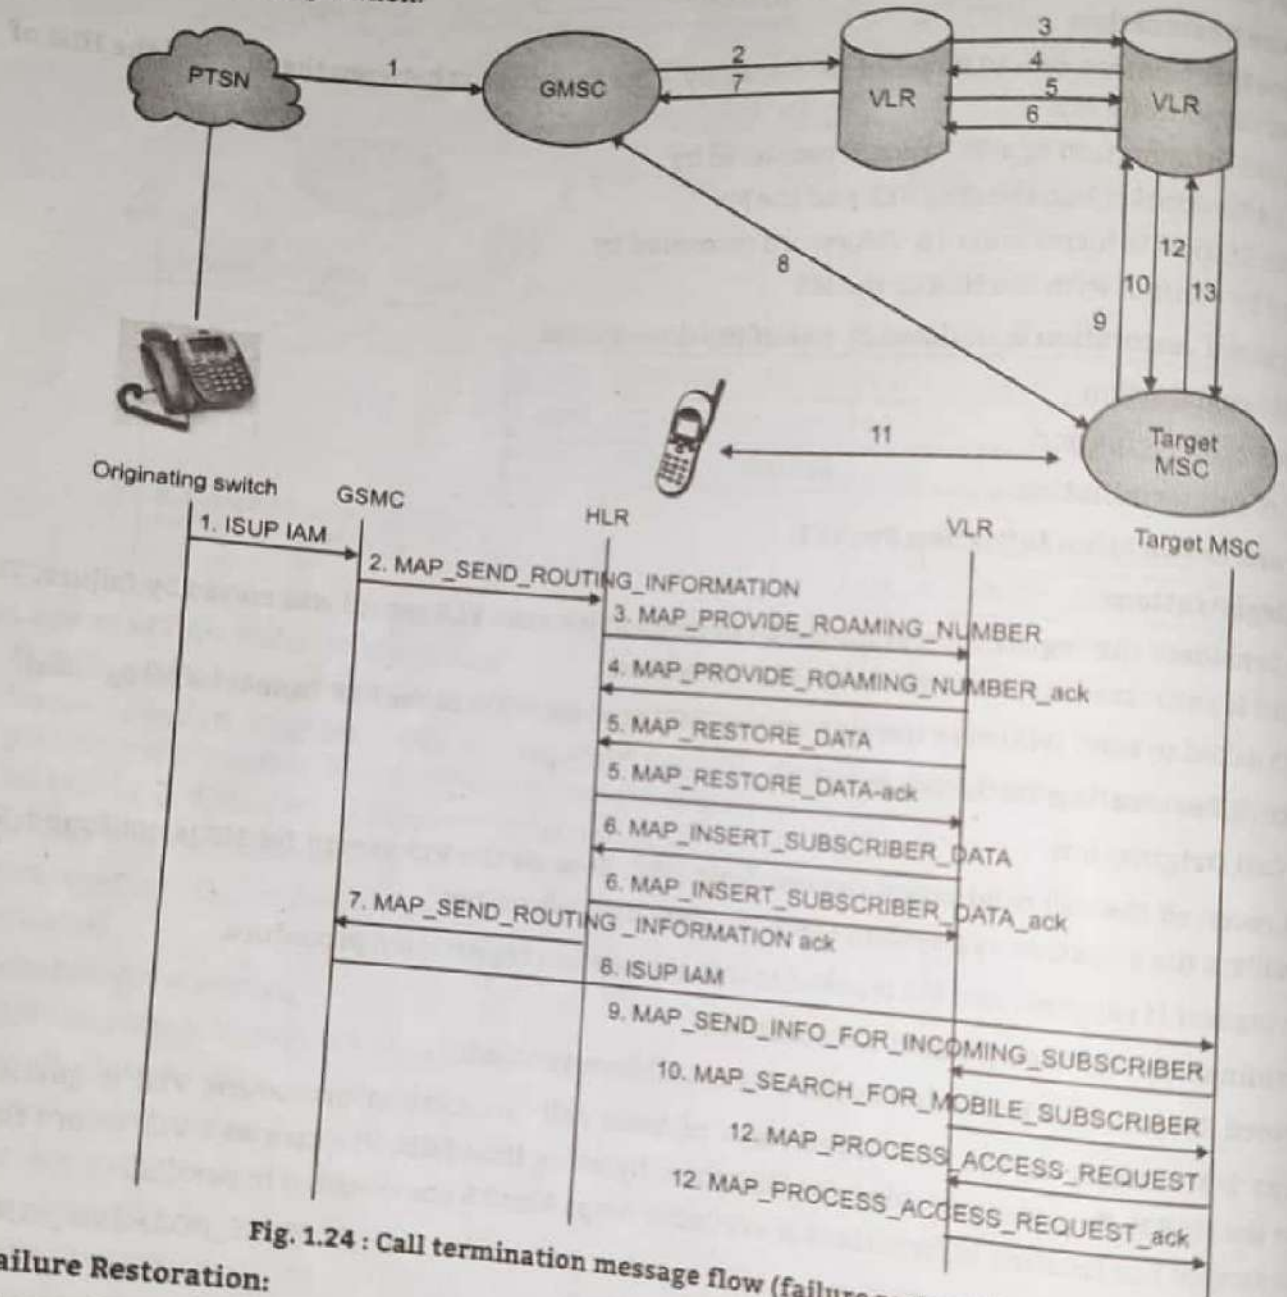 PTSN
1
GMSC
2
7
VLR
3
4
5
6
VLR
8
9
10
12
13
11
Target
MSC
Originating switch
GSMC
HLR
VLR
Target MSC
1. ISUP IAM
2. MAP_SEND_ROUTING_INFORMATION
3. MAP_PROVIDE_ROAMING_NUMBER
4. MAP_PROVIDE_ROAMING_NUMBER_ack
5. MAP_RESTORE_DATA
5. MAP_RESTORE_DATA-ack
6. MAP_INSERT_SUBSCRIBER_DATA
6. MAP_INSERT_SUBSCRIBER_DATA_ack
7. MAP_SEND_ROUTING_INFORMATION ack
8. ISUP IAM
9. MAP_SEND_INFO_FOR_INCOMING_SUBSCRIBER
10. MAP_SEARCH_FOR_MOBILE_SUBSCRIBER
12. MAP_PROCESS_ACCESS_REQUEST
12. MAP_PROCESS_ACCESS_REQUEST_ack
Fig. 1.24 : Call termination message flow (failure
ailure Restoration: